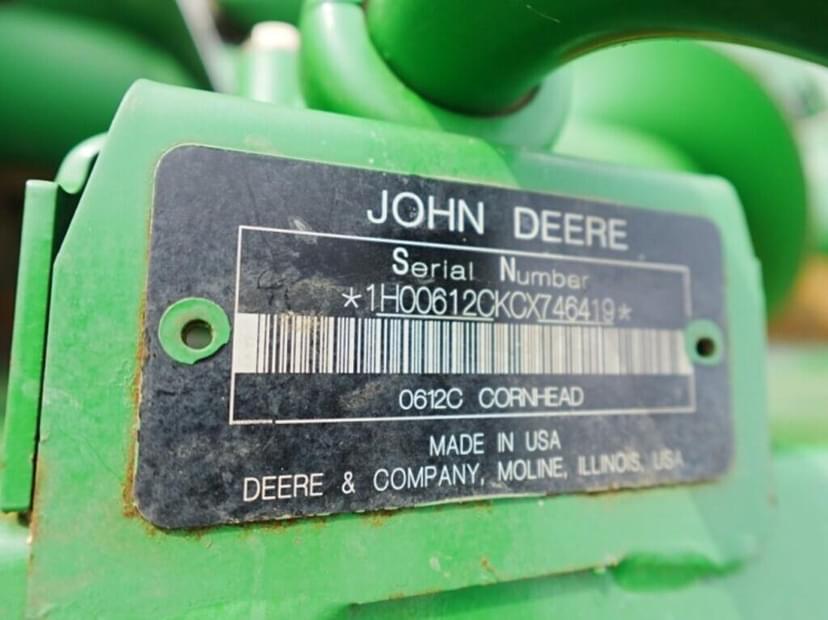 JOHN DEERE
Serial Number
*1H00612CKCX746419*
0612C CORNHEAD
MADE IN USA
DEERE & COMPANY, MOLINE, ILLINOIS, USA